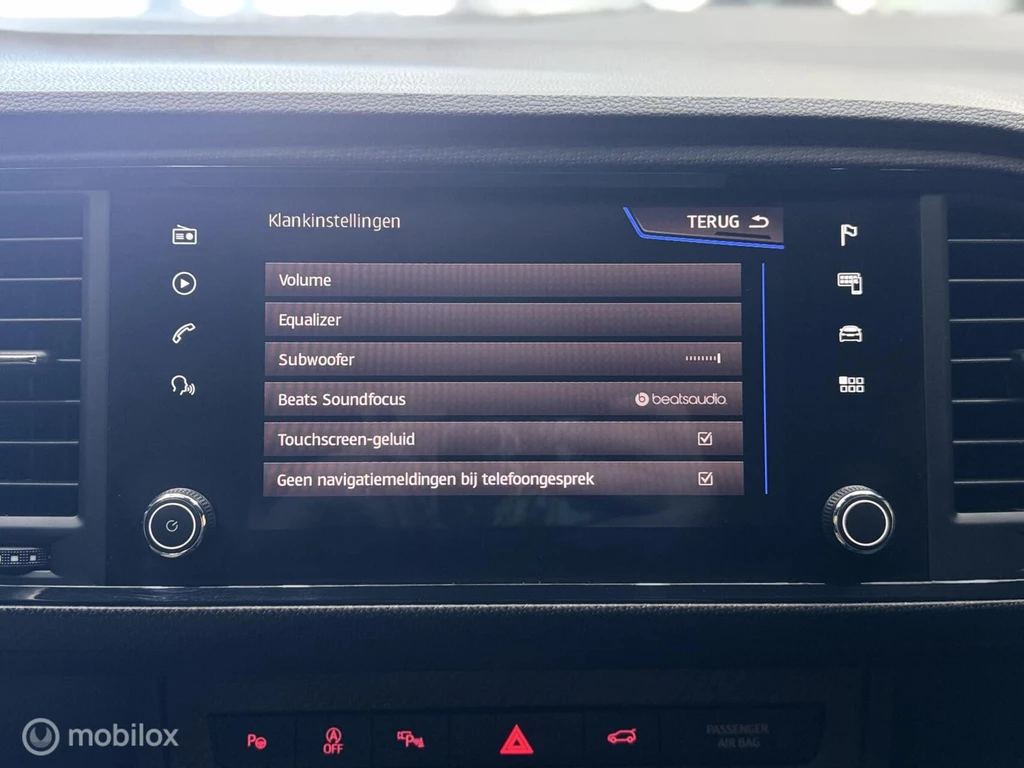 Klankinstellingen
TERUG
Volume
Equalizer
Subwoofer
Beats Soundfocus
beatsaudio
Touchscreen-geluid
Geen navigatiemeldingen bij telefoongesprek
P
A
OFF
P
PASSENGER
AIR BAG
mobilox